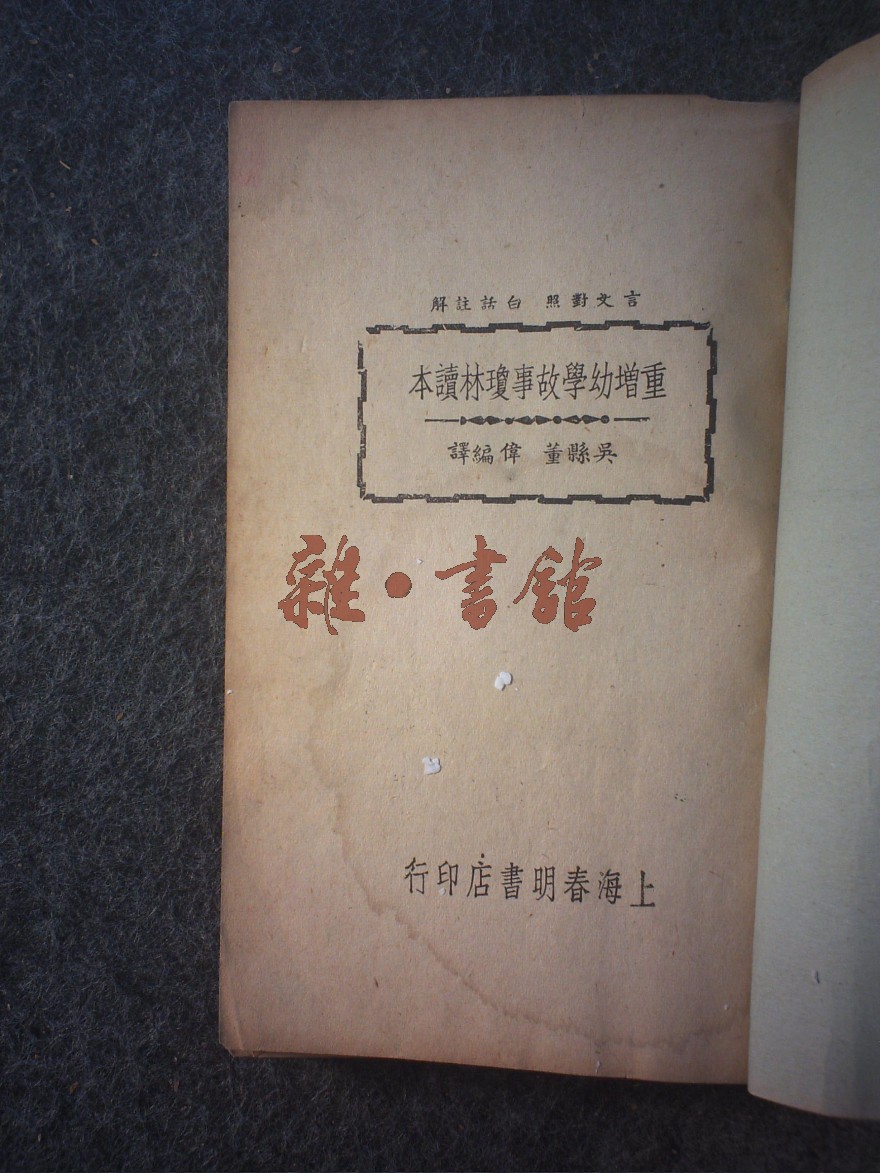 言文對照 白話註解
重增幼學故事瓊林讀本
吳縣董偉編譯
雜·書館
上海春明書店印行